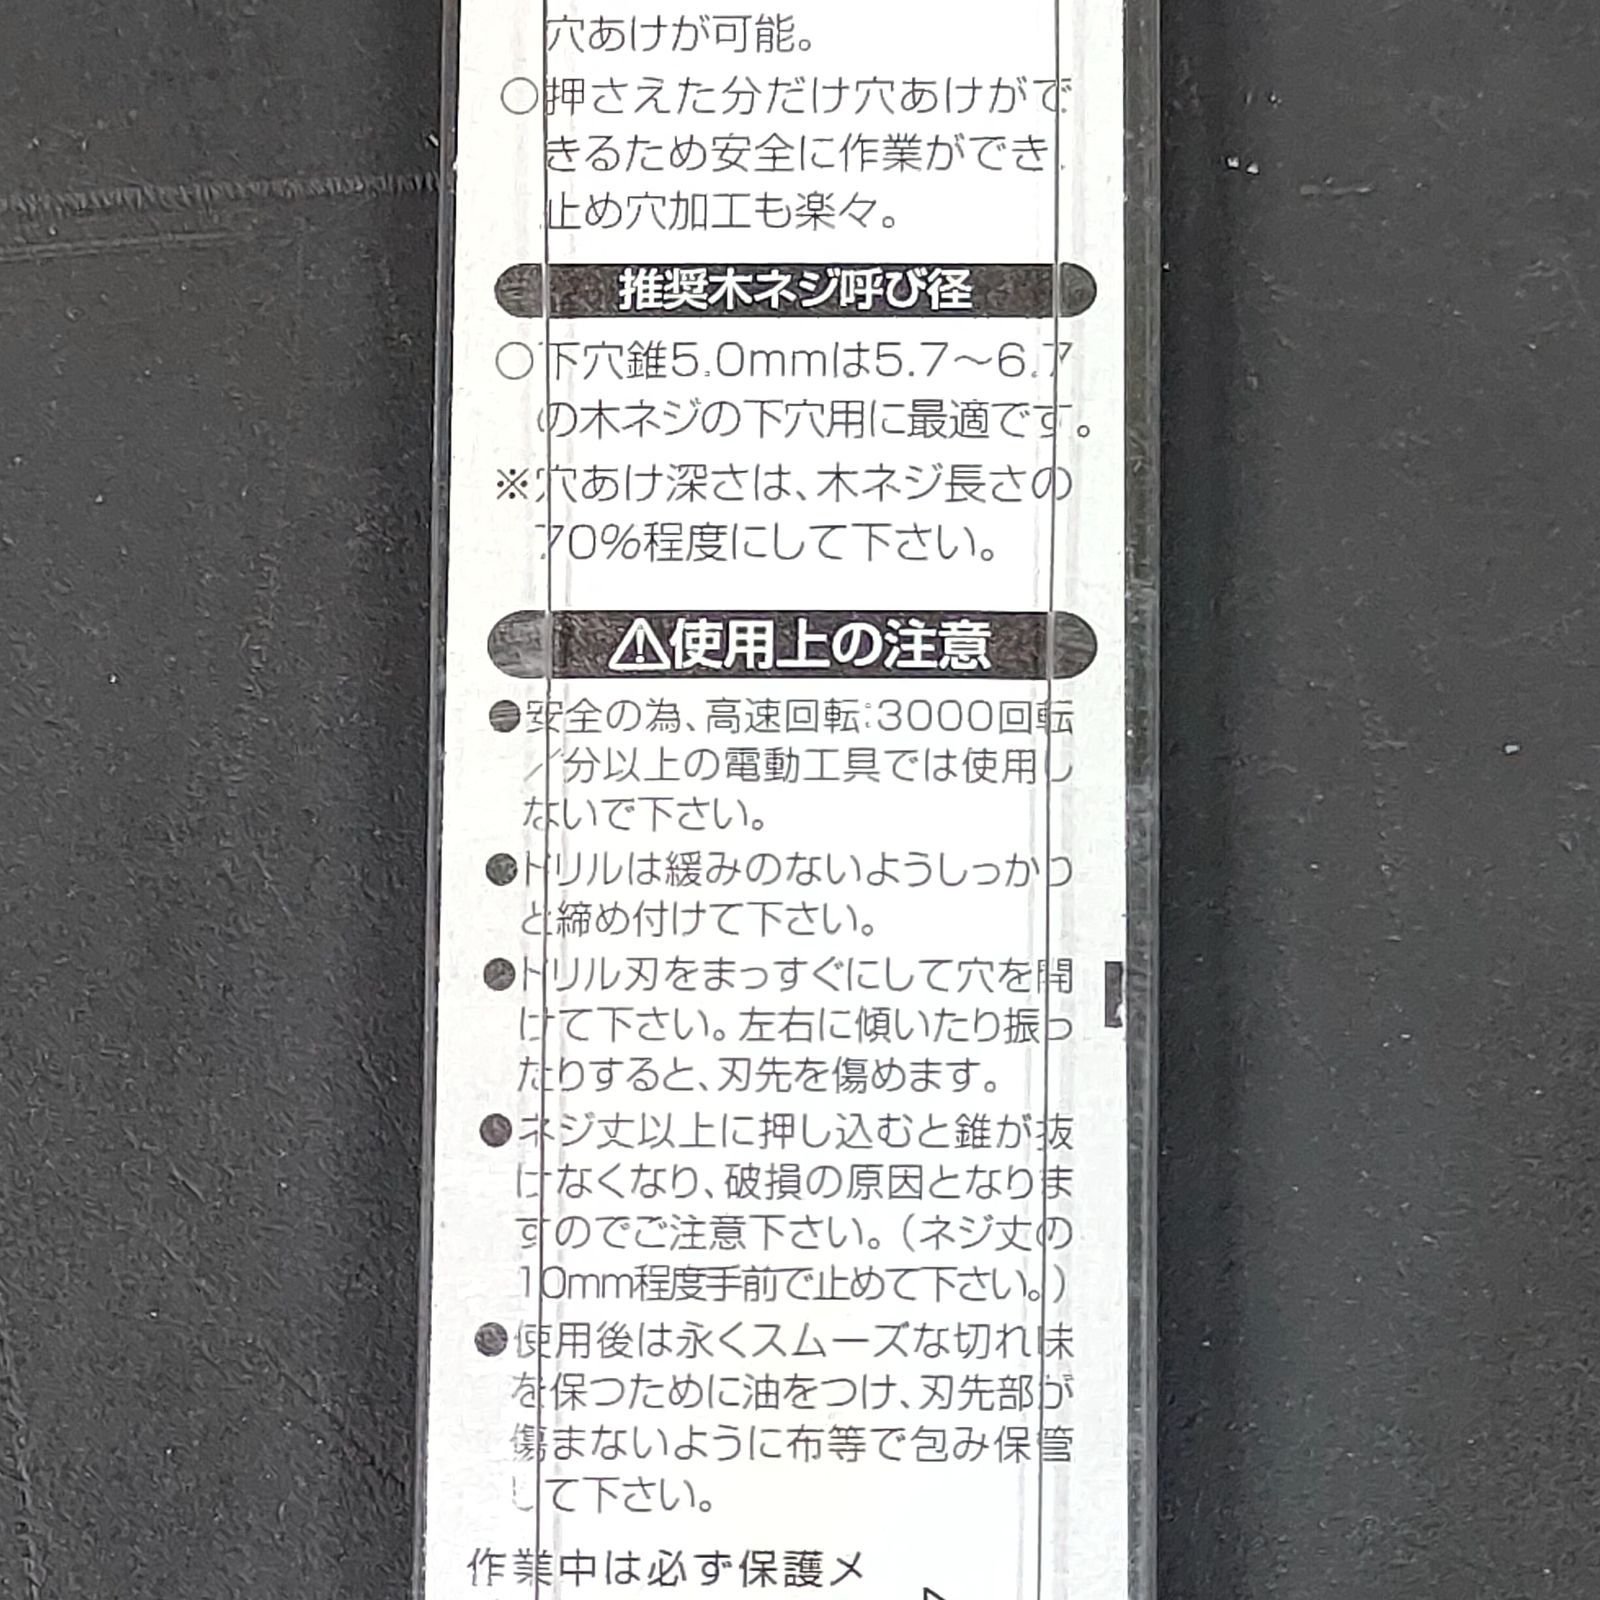 穴あけが可能。
○押さえた分だけ穴あけがで
きるため安全に作業ができ、
止め穴加工も楽々。
推奨木ネジ呼び径
○下穴錐5.0mmは5.7〜6.7
の木ネジの下穴用に最適です。
※穴あけ深さは、木ネジ長さの
70%程度にして下さい。
⚠使用上の注意
●安全の為、高速回転:3000回転
／分以上の電動工具では使用し
ないで下さい。
●ドリルは緩みのないようしっかり
と締め付けて下さい。
●ドリル刃をまっすぐにして穴を開
けて下さい。左右に傾いたり振っ
たりすると、刃先を傷めます。
●ネジ丈以上に押し込むと錐が抜
けなくなり、破損の原因となりま
すのでご注意下さい。(ネジ丈の
10mm程度手前で止めて下さい。)
●使用後は永くスムーズな切れ味
を保つために油をつけ、刃先部が
傷まないように布等で包み保管
して下さい。
作業中は必ず保護メ